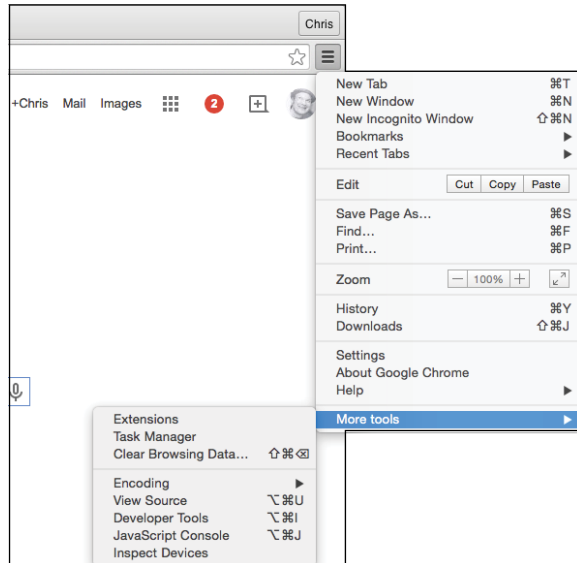 Chris
+Chris Mail Images 2
New Tab ⌘T
New Window ⌘N
New Incognito Window ⇧⌘N
Bookmarks ▶
Recent Tabs ▶
Edit Cut Copy Paste
Save Page As... ⌘S
Find... ⌘F
Print... ⌘P
Zoom − 100% +
History ⌘Y
Downloads ⇧⌘J
Settings
About Google Chrome
Help ▶
More tools ▶
Extensions
Task Manager
Clear Browsing Data... ⇧⌘⌫
Encoding ▶
View Source ⌥⌘U
Developer Tools ⌥⌘I
JavaScript Console ⌥⌘J
Inspect Devices